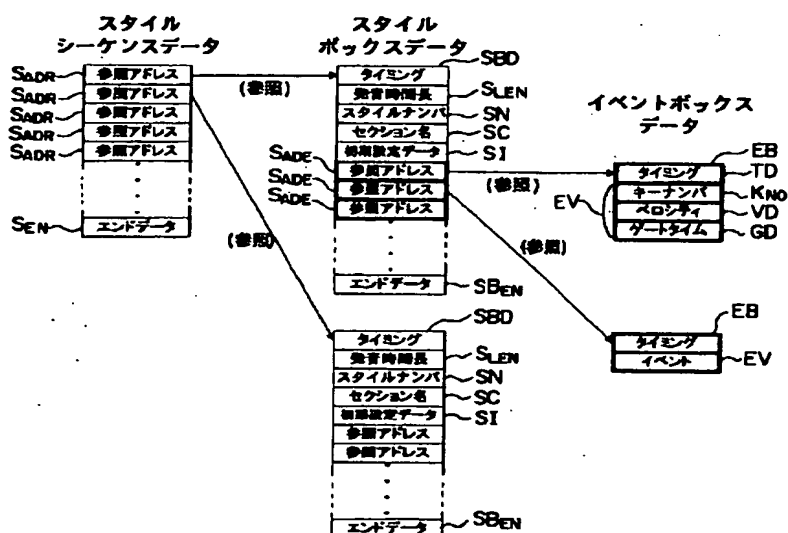 スタイル
シーケンスデータ
SADR 参照アドレス
SADR 参照アドレス
SADR 参照アドレス
SADR 参照アドレス
SADR 参照アドレス
SEN エンドデータ
(参照)
(参照)
スタイル
ボックスデータ
SBD
タイミング
発音時間長 SLEN
スタイルナンバ SN
セクション名 SC
初期設定データ SI
SADE 参照アドレス
SADE 参照アドレス
SADE 参照アドレス
エンドデータ SBEN
(参照)
(参照)
イベントボックス
データ
EB
タイミング TD
EV
キーナンバ KNO
ベロシティ VD
ゲートタイム GD
EB
タイミング
イベント EV
SBD
タイミング
発音時間長 SLEN
スタイルナンバ SN
セクション名 SC
初期設定データ SI
参照アドレス
参照アドレス
エンドデータ SBEN